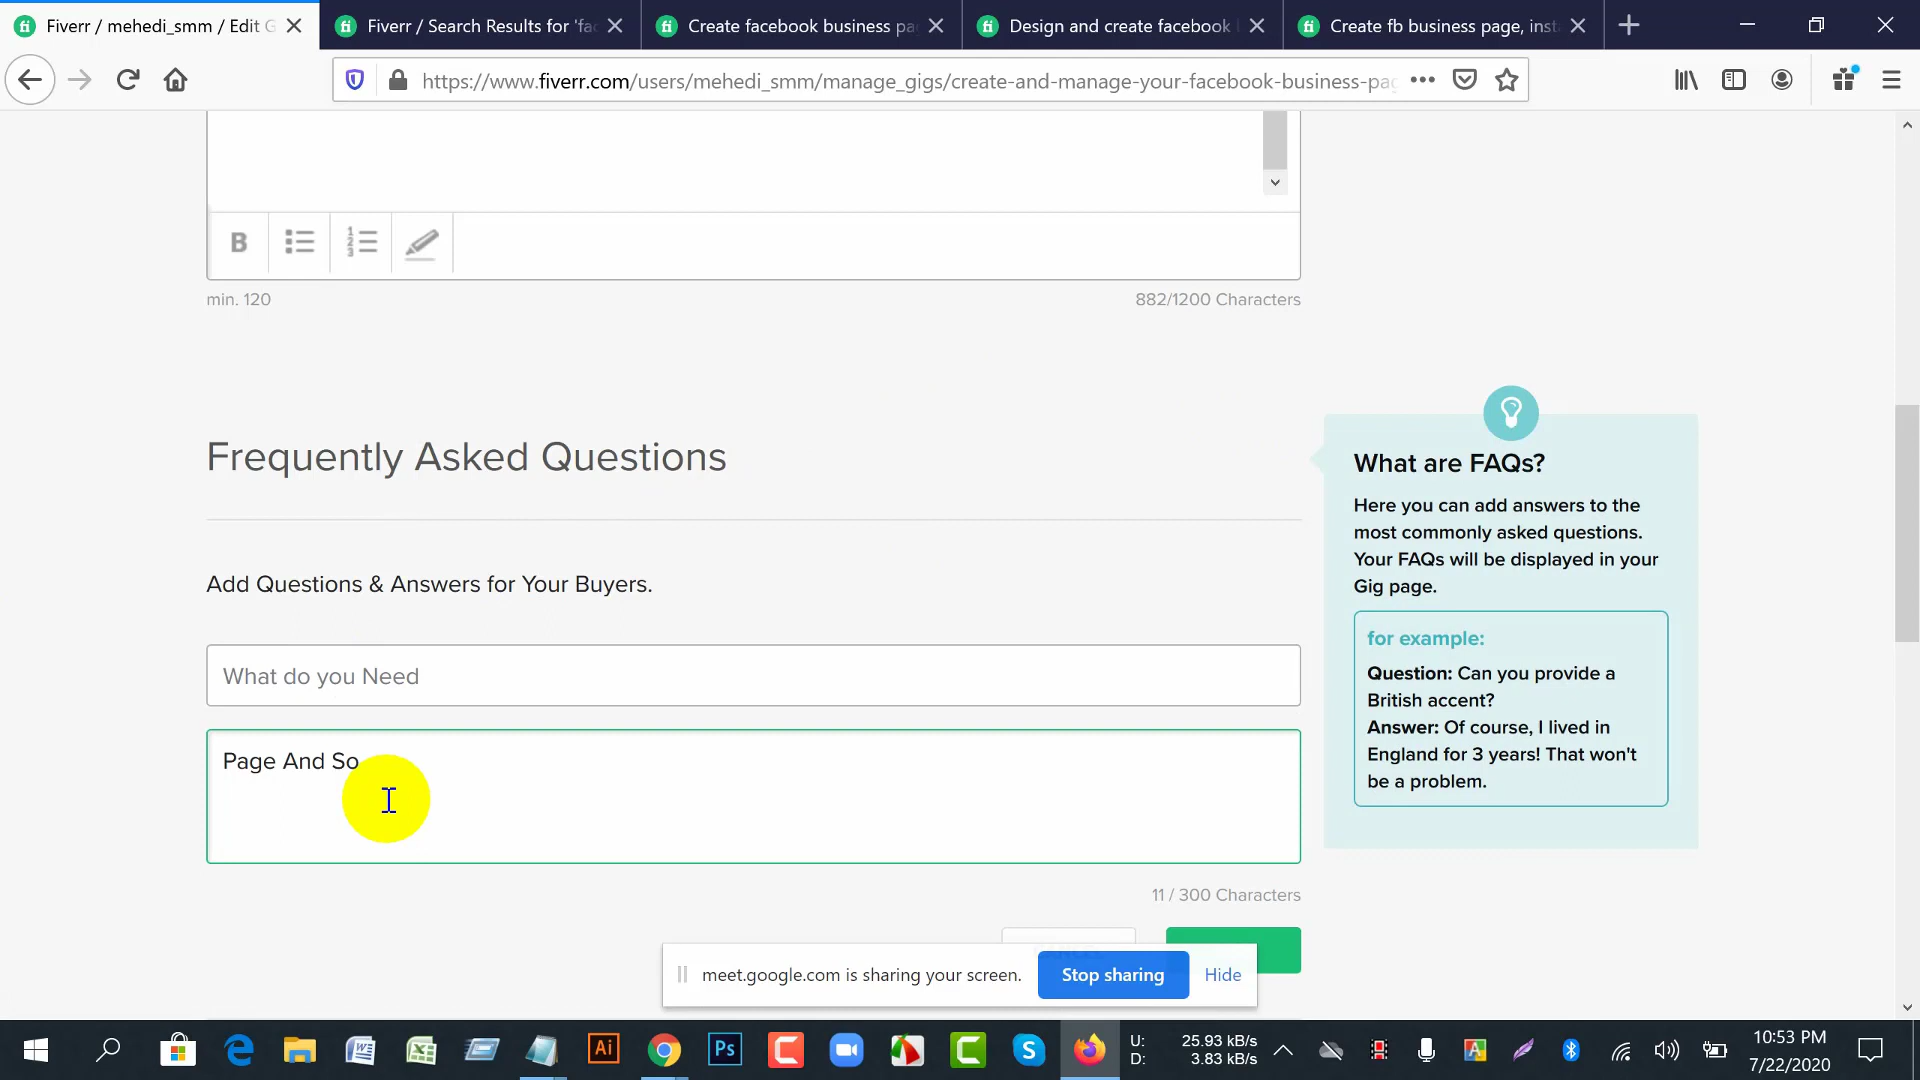 Fiverr / mehedi_smm / Edit G
Fiverr / Search Results for 'fac
Create facebook business pa
Design and create facebook
Create fb business page, inst
https://www.fiverr.com/users/mehedi_smm/manage_gigs/create-and-manage-your-facebook-business-pag
B
min. 120
882/1200 Characters
Frequently Asked Questions
Add Questions & Answers for Your Buyers.
What do you Need
Page And So
11 / 300 Characters
What are FAQs?
Here you can add answers to the
most commonly asked questions.
Your FAQs will be displayed in your
Gig page.
for example:
Question: Can you provide a
British accent?
Answer: Of course, I lived in
England for 3 years! That won't
be a problem.
meet.google.com is sharing your screen.
Stop sharing
Hide
U: 25.93 kB/s
D: 3.83 kB/s
10:53 PM
7/22/2020